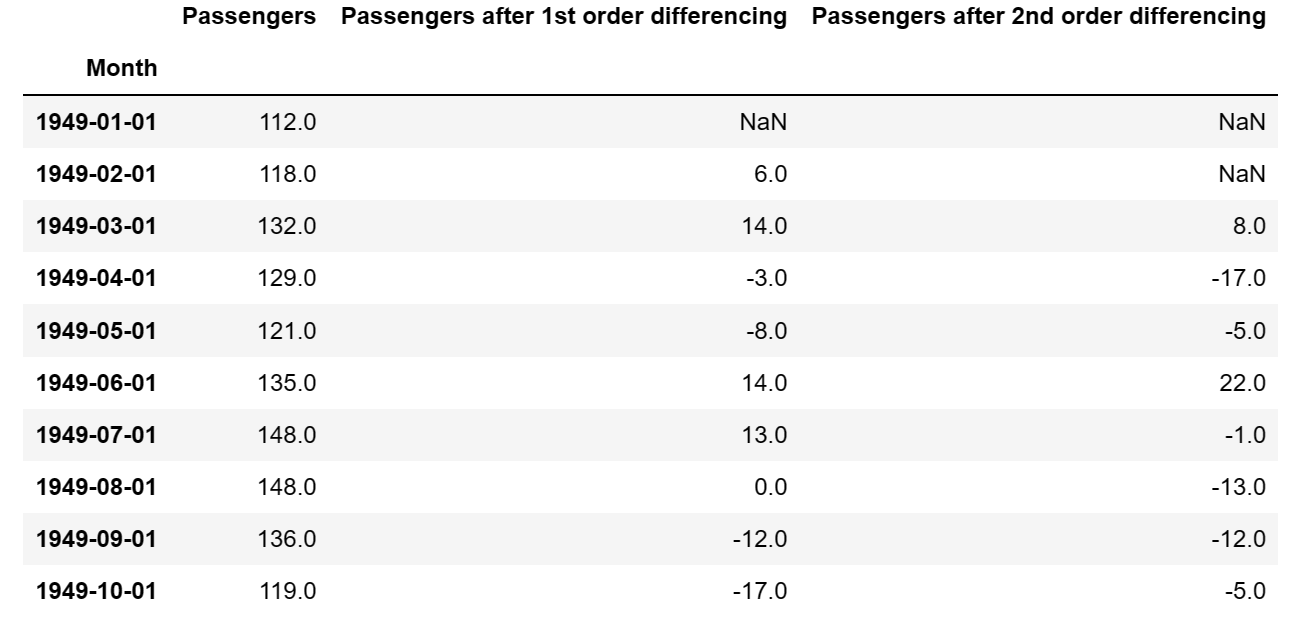 Passengers Passengers after 1st order differencing Passengers after 2nd order differencing
Month
1949-01-01 112.0 NaN NaN
1949-02-01 118.0 6.0 NaN
1949-03-01 132.0 14.0 8.0
1949-04-01 129.0 -3.0 -17.0
1949-05-01 121.0 -8.0 -5.0
1949-06-01 135.0 14.0 22.0
1949-07-01 148.0 13.0 -1.0
1949-08-01 148.0 0.0 -13.0
1949-09-01 136.0 -12.0 -12.0
1949-10-01 119.0 -17.0 -5.0